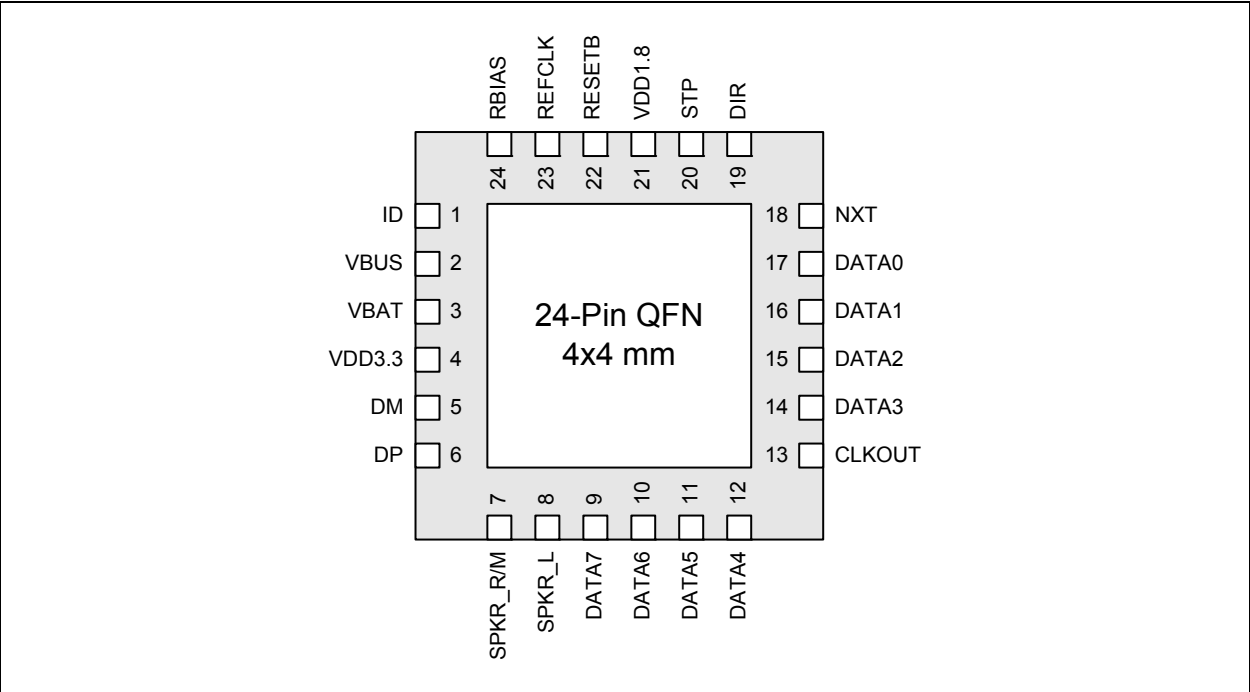 RBIAS
REFCLK
RESETB
VDD1.8
STP
DIR
24
23
22
21
20
19
ID 1
VBUS 2
VBAT 3
VDD3.3 4
DM 5
DP 6
24-Pin QFN
4x4 mm
18 NXT
17 DATA0
16 DATA1
15 DATA2
14 DATA3
13 CLKOUT
7
8
9
10
11
12
SPKR_R/M
SPKR_L
DATA7
DATA6
DATA5
DATA4